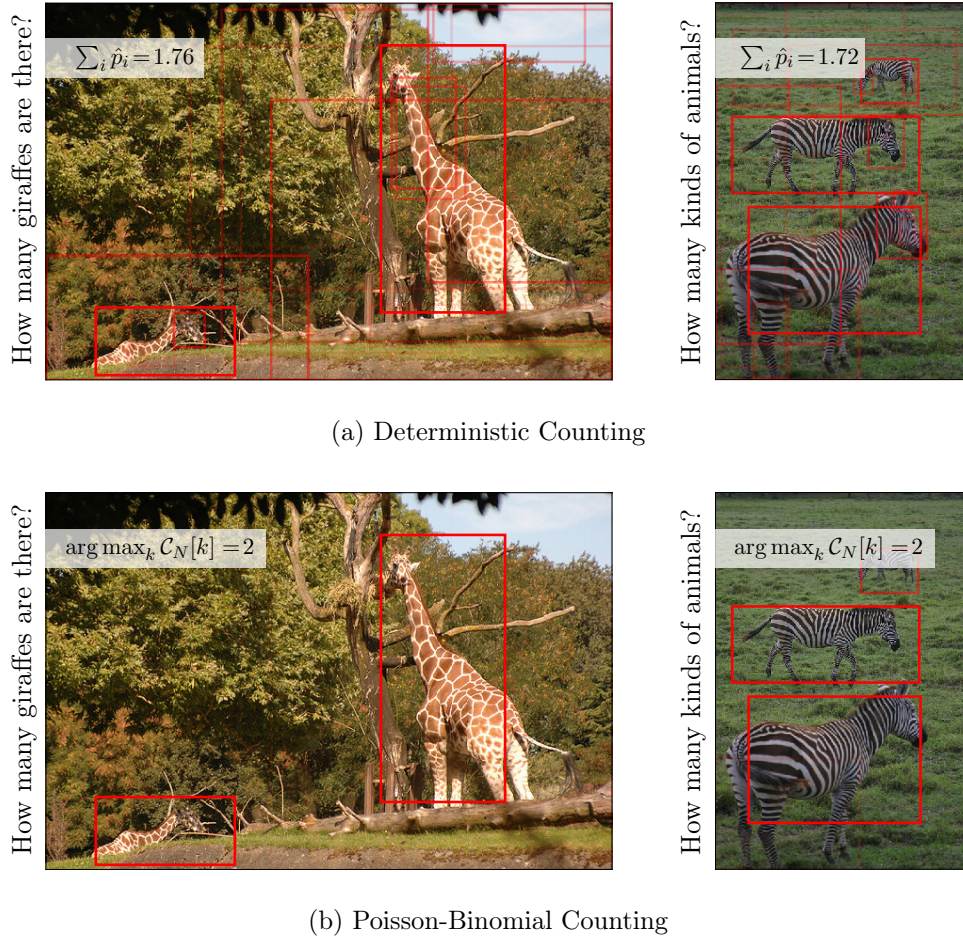 How many giraffes are there?
∑ᵢ p̂ᵢ = 1.76
How many kinds of animals?
∑ᵢ p̂ᵢ = 1.72
(a) Deterministic Counting
How many giraffes are there?
arg maxₖ 𝒞_N[k] = 2
How many kinds of animals?
arg maxₖ 𝒞_N[k] = 2
(b) Poisson-Binomial Counting